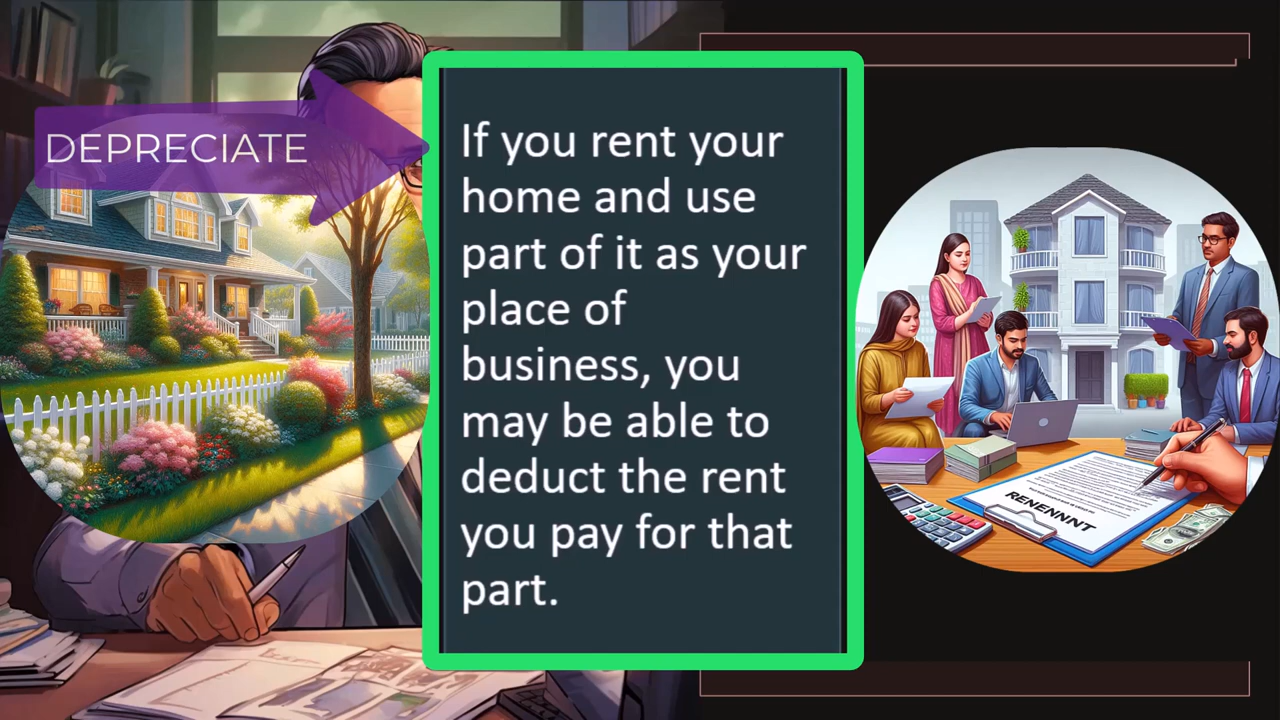 DEPRECIATE
If you rent your
home and use
part of it as your
place of
business, you
may be able to
deduct the rent
you pay for that
part.
RENENNNT